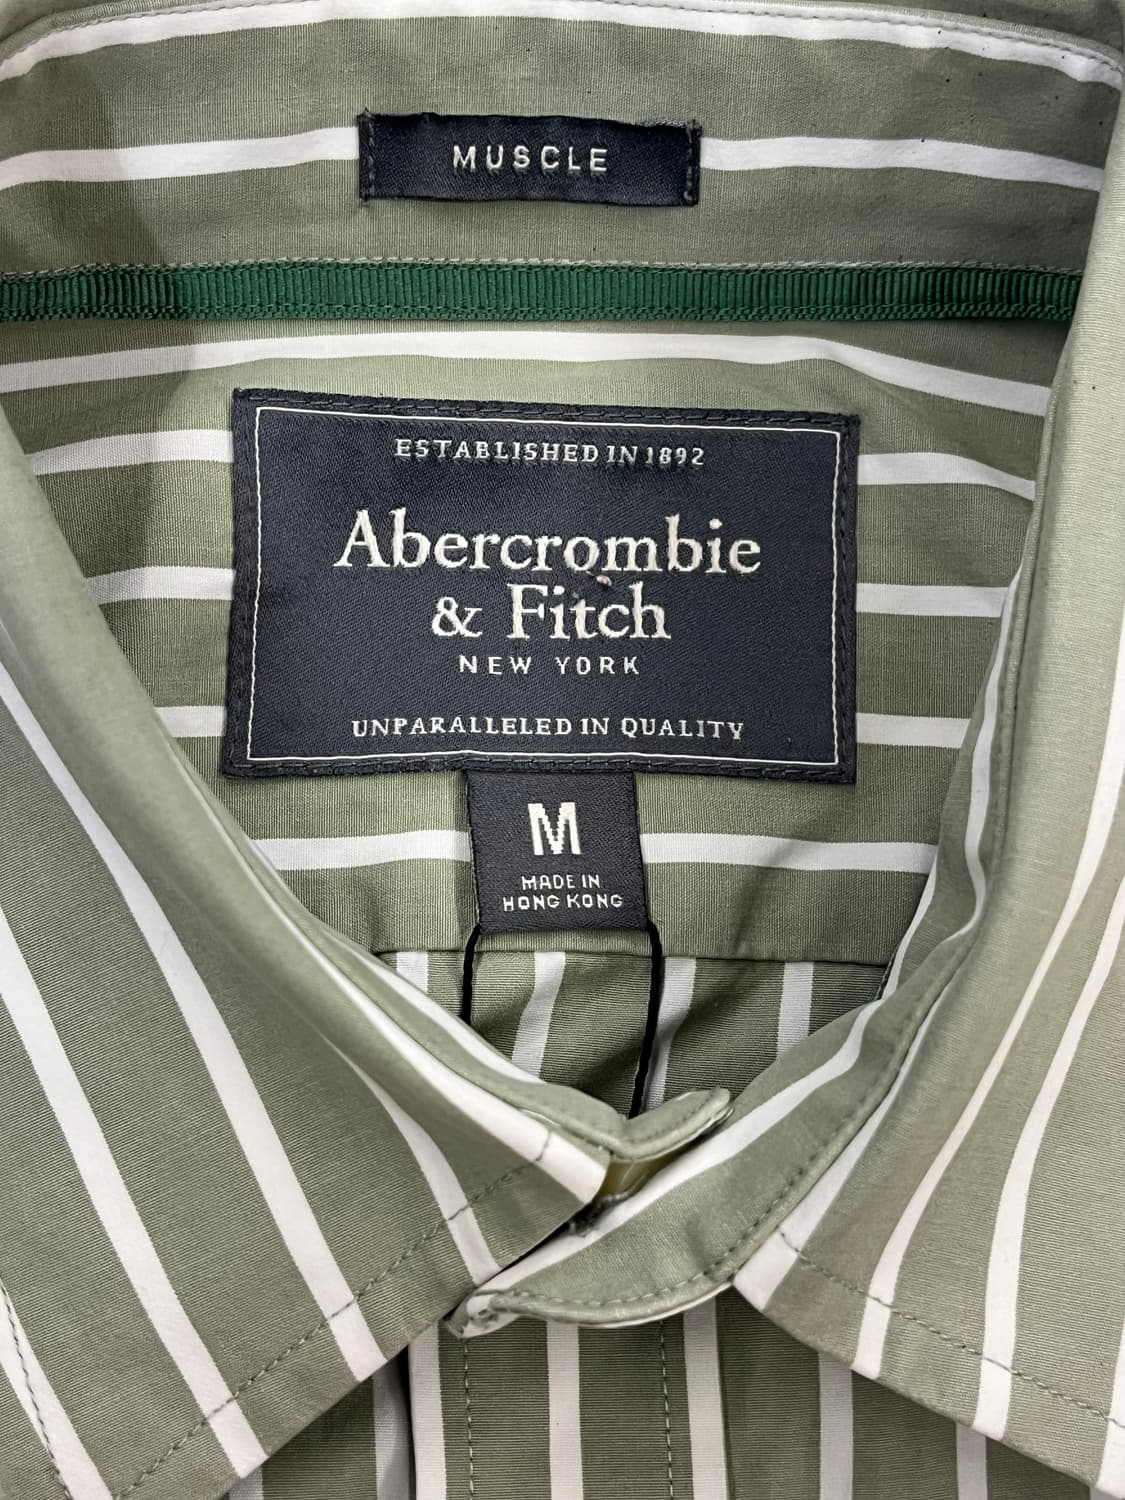 MUSCLE
ESTABLISHED IN 1892
Abercrombie
& Fitch
NEW YORK
UNPARALLELED IN QUALITY
M
MADE IN
HONG KONG